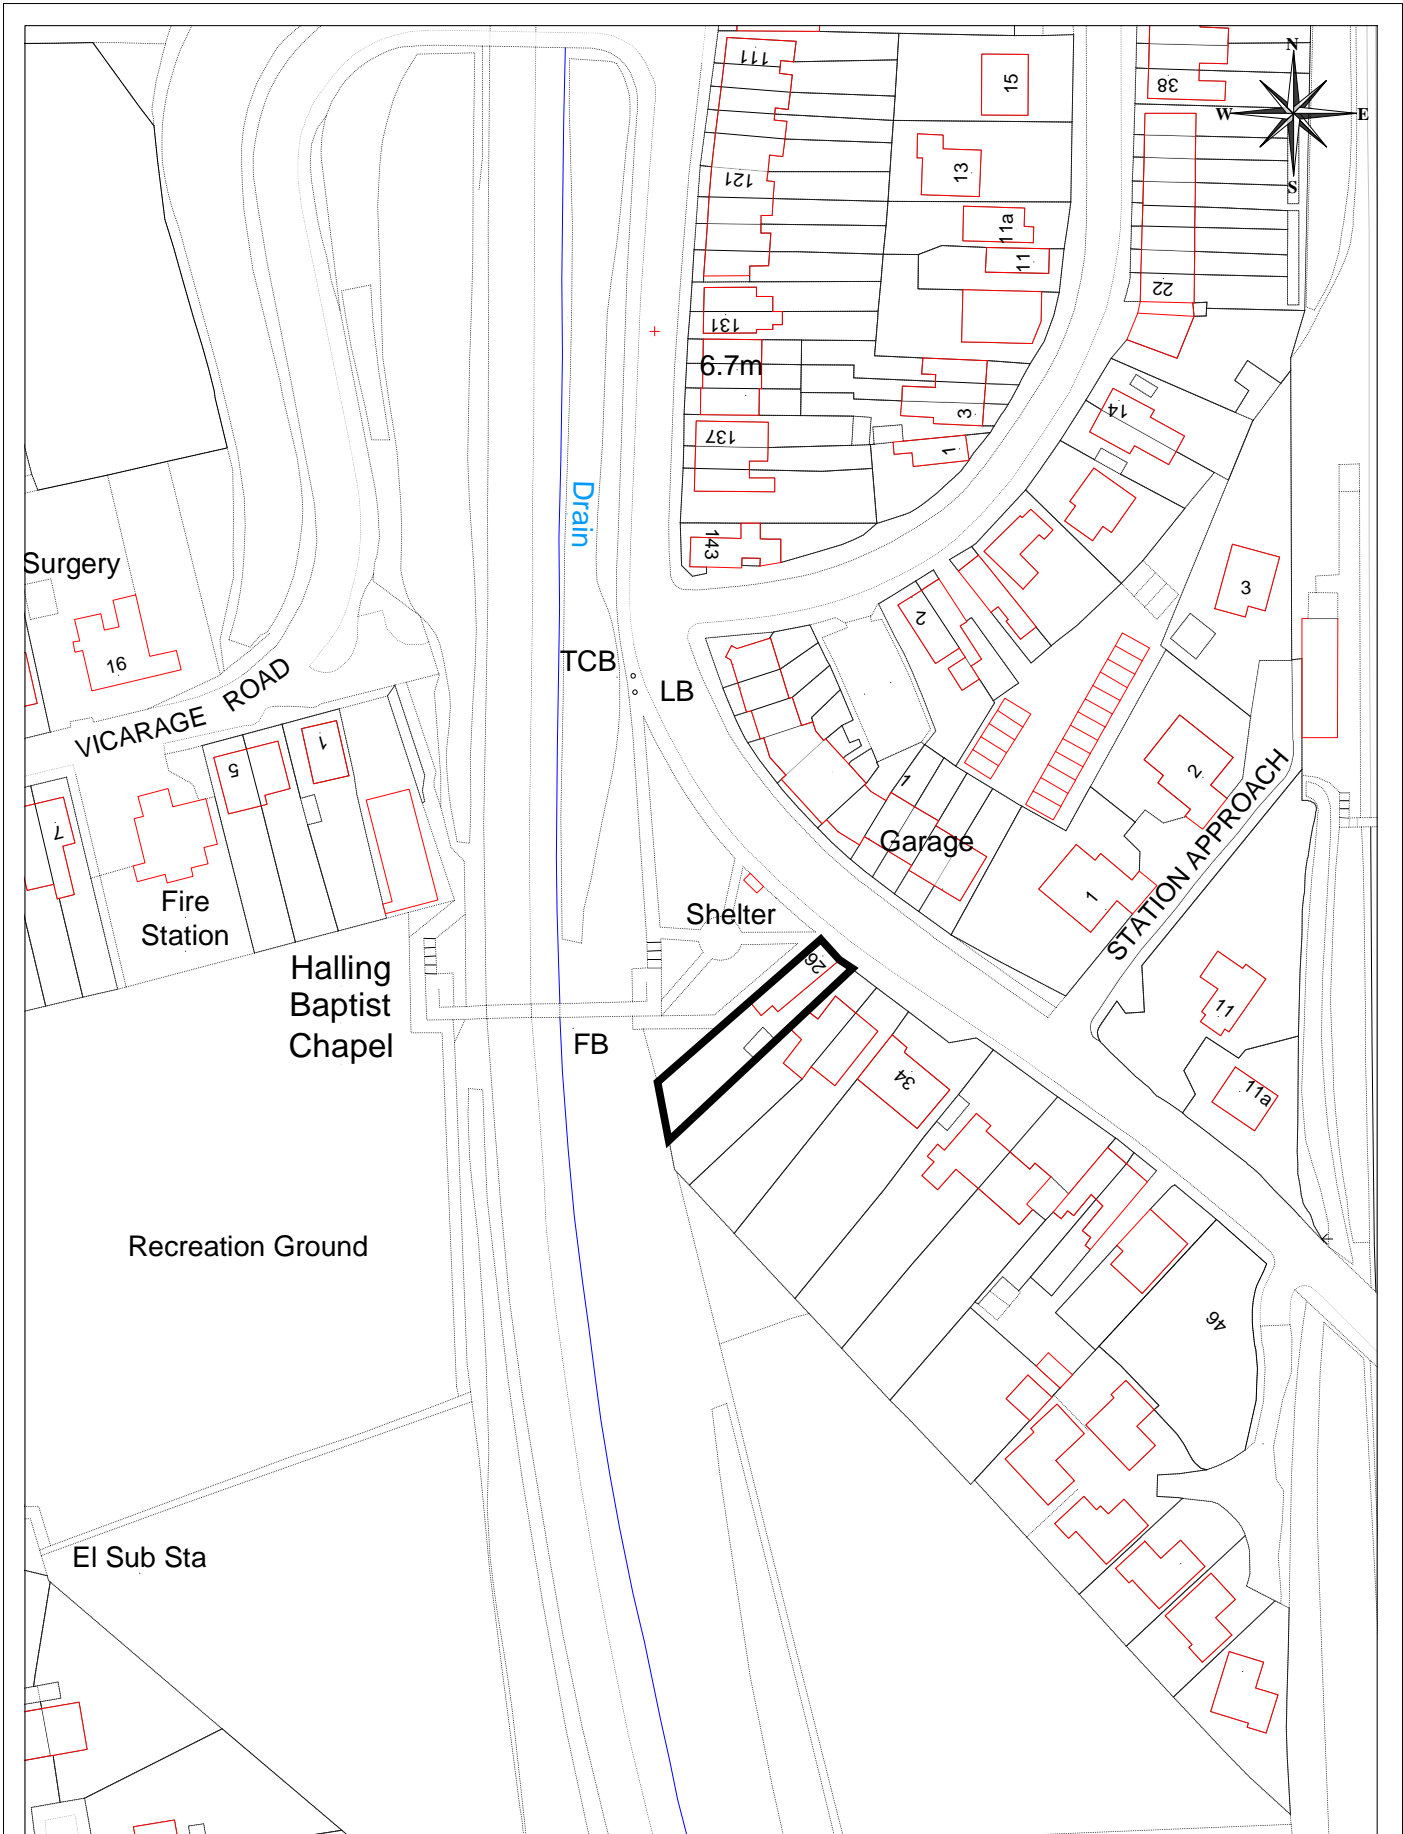 N
W
E
S
111
15
38
13
121
11a
11
22
131
6.7m
14
3
137
1
143
Drain
Surgery
3
2
16
TCB
LB
VICARAGE ROAD
1
5
2
1
7
Garage
STATION APPROACH
1
Fire
Station
Shelter
Halling
Baptist
Chapel
26
11
FB
34
11a
Recreation Ground
46
El Sub Sta